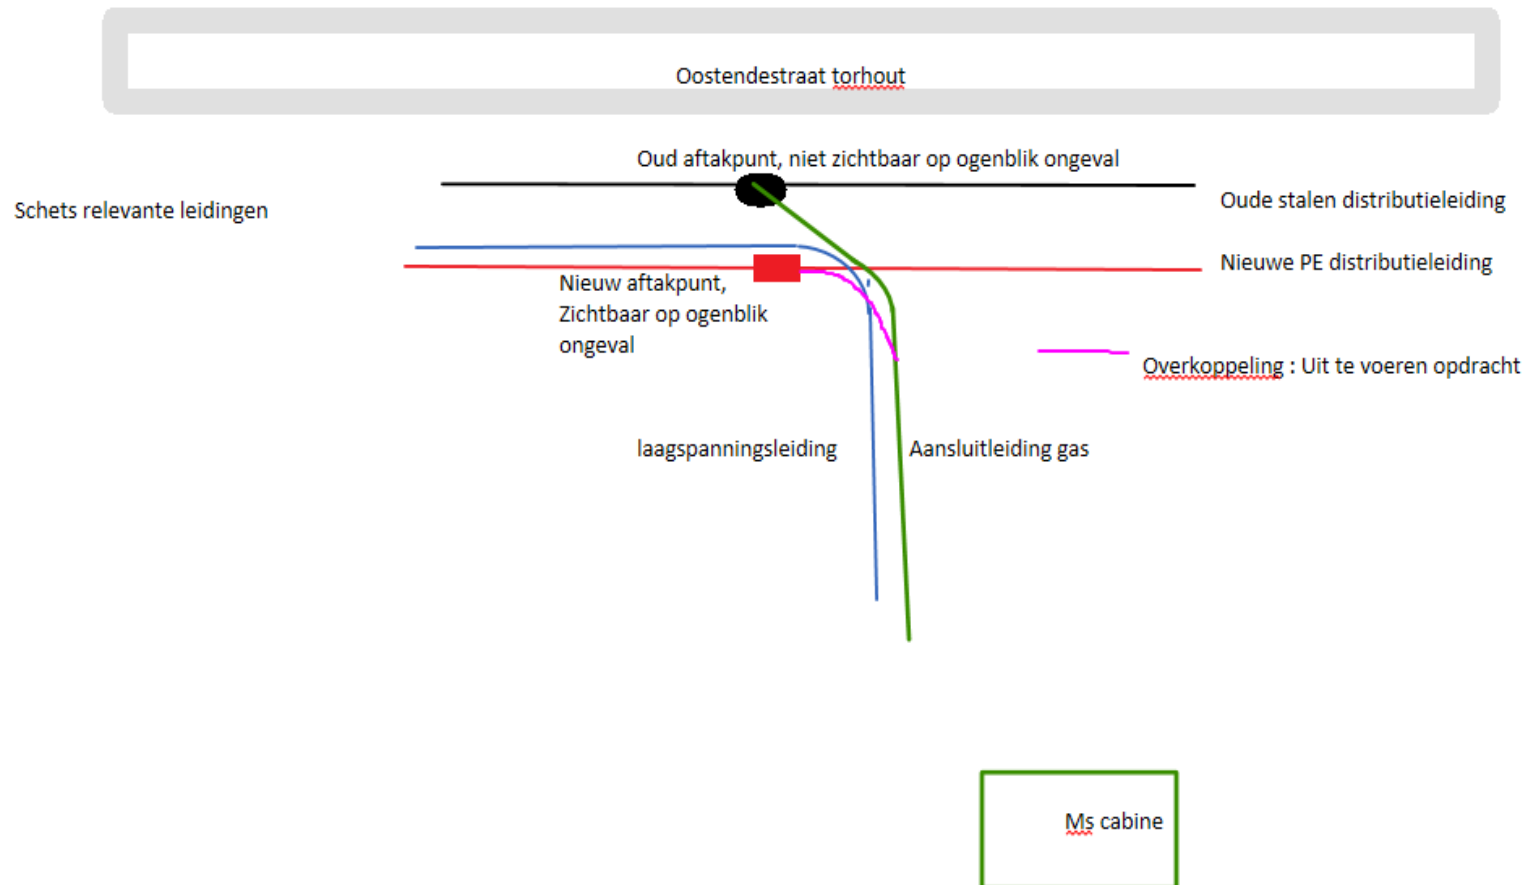 Oostendestraat torhout
Oud aftakpunt, niet zichtbaar op ogenblik ongeval
Oude stalen distributieleiding
Schets relevante leidingen
Nieuwe PE distributieleiding
Nieuw aftakpunt,
Zichtbaar op ogenblik
ongeval
Overkoppeling : Uit te voeren opdracht
laagspanningsleiding
Aansluitleiding gas
Ms cabine